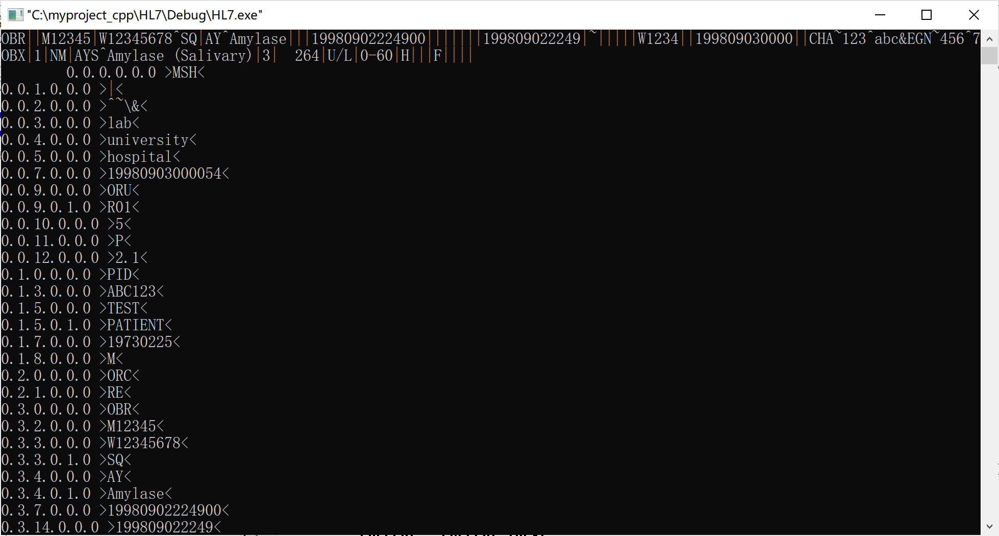 "C:\myproject_cpp\HL7\Debug\HL7.exe"
OBR||M12345|W12345678^SQ|AY^Amylase|||19980902224900|||||||199809022249|~|||||W1234||199809030000||CHA~123^abc&EGN~456^7
OBX|1|NM|AYS^Amylase (Salivary)|3|  264|U/L|0-60|H|||F||||
        0.0.0.0.0.0 >MSH<
0.0.1.0.0.0 >|<
0.0.2.0.0.0 >^~\&<
0.0.3.0.0.0 >lab<
0.0.4.0.0.0 >university<
0.0.5.0.0.0 >hospital<
0.0.7.0.0.0 >19980903000054<
0.0.9.0.0.0 >ORU<
0.0.9.0.1.0 >R01<
0.0.10.0.0.0 >5<
0.0.11.0.0.0 >P<
0.0.12.0.0.0 >2.1<
0.1.0.0.0.0 >PID<
0.1.3.0.0.0 >ABC123<
0.1.5.0.0.0 >TEST<
0.1.5.0.1.0 >PATIENT<
0.1.7.0.0.0 >19730225<
0.1.8.0.0.0 >M<
0.2.0.0.0.0 >ORC<
0.2.1.0.0.0 >RE<
0.3.0.0.0.0 >OBR<
0.3.2.0.0.0 >M12345<
0.3.3.0.0.0 >W12345678<
0.3.3.0.1.0 >SQ<
0.3.4.0.0.0 >AY<
0.3.4.0.1.0 >Amylase<
0.3.7.0.0.0 >19980902224900<
0.3.14.0.0.0 >199809022249<